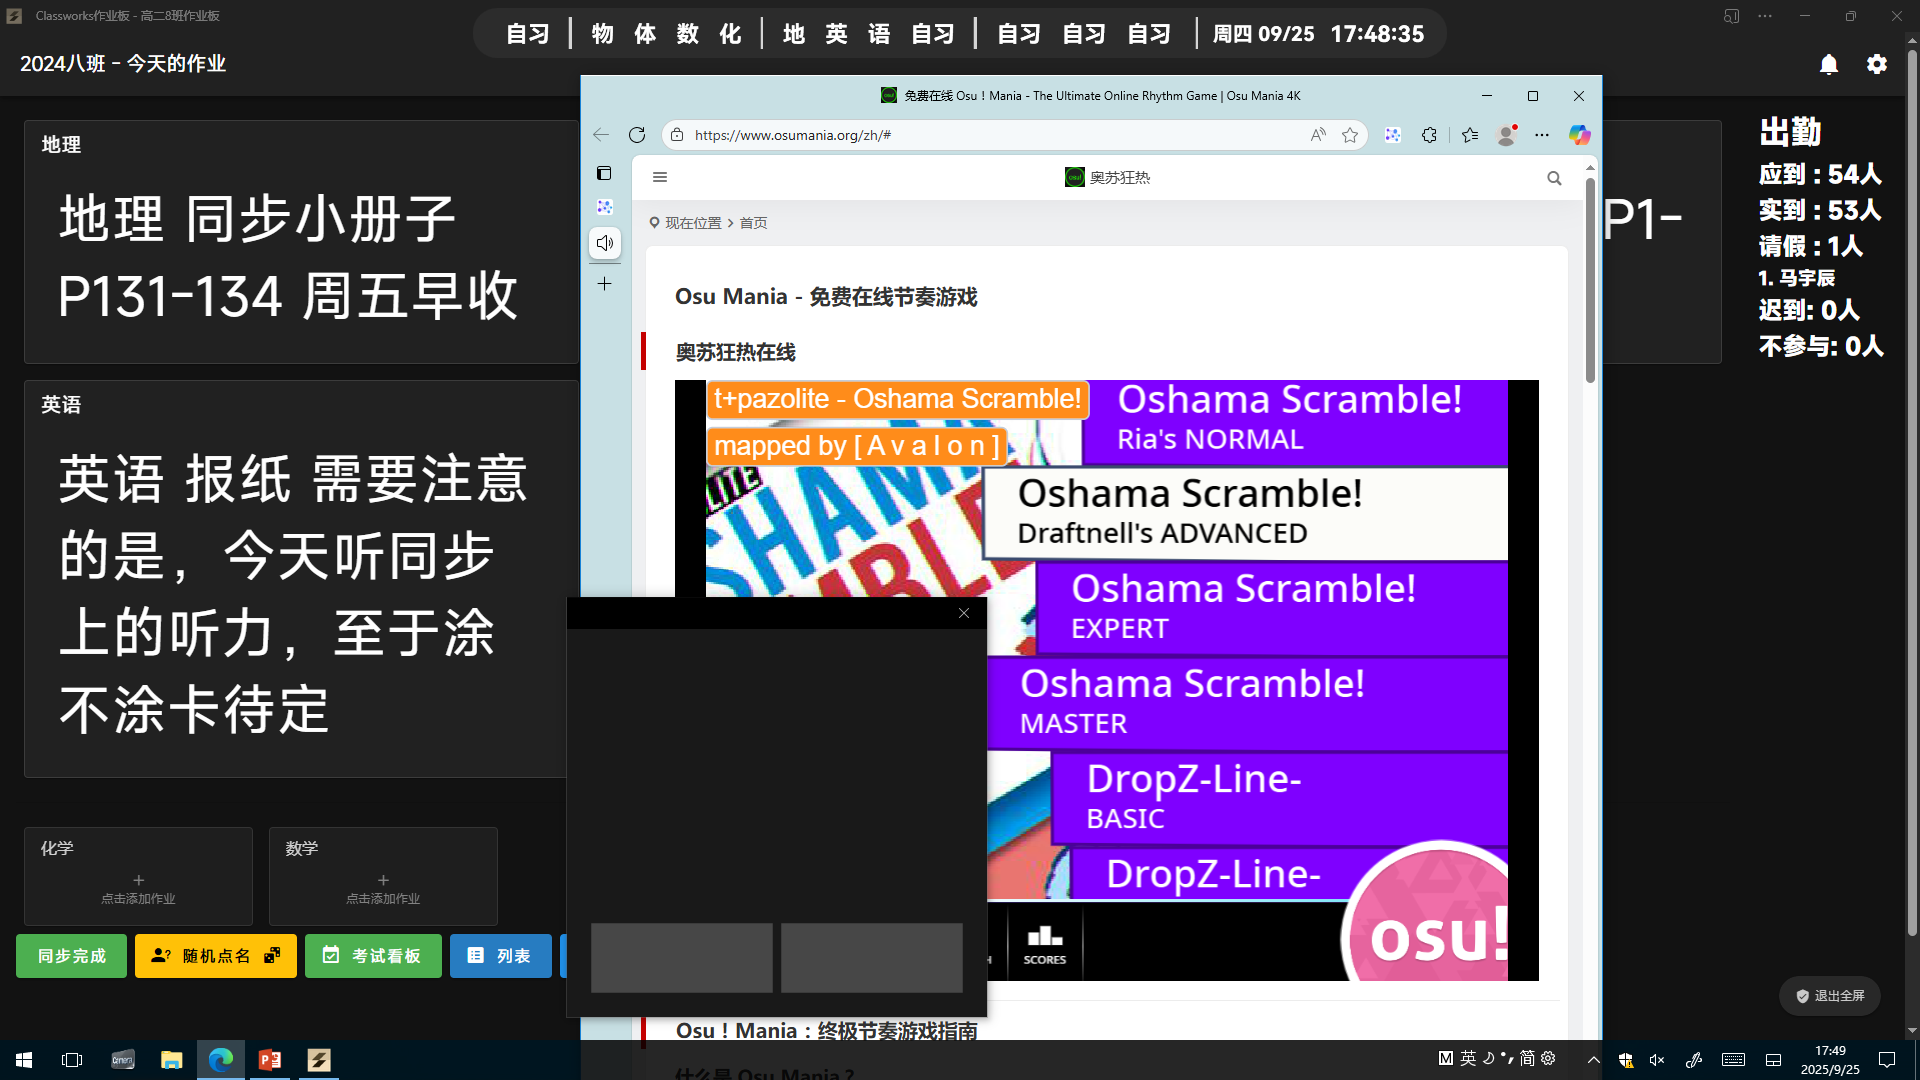 Classworks作业板 - 高二8班作业板
自习 | 物 体 数 化 | 地 英 语 自习 | 自习 自习 自习 | 周四 09/25 17:48:35
2024八班 - 今天的作业
地理
地理 同步小册子
P131-134 周五早收
英语
英语 报纸 需要注意
的是，今天听同步
上的听力，至于涂
不涂卡待定
化学
点击添加作业
数学
点击添加作业
同步完成
随机点名
考试看板
列表
免费在线 Osu ! Mania - The Ultimate Online Rhythm Game | Osu Mania 4K
https://www.osumania.org/zh/#
奥苏狂热
现在位置 > 首页
Osu Mania - 免费在线节奏游戏
奥苏狂热在线
t+pazolite - Oshama Scramble!
mapped by [ A v a l o n ]
Oshama Scramble!
Ria's NORMAL
Oshama Scramble!
Draftnell's ADVANCED
Oshama Scramble!
EXPERT
Oshama Scramble!
MASTER
DropZ-Line-
BASIC
DropZ-Line-
SCORES
osu!
Osu ! Mania : 终极节奏游戏指南
什么是 Osu Mania ?
P1-
出勤
应到 : 54人
实到 : 53人
请假 : 1人
1. 马宇辰
迟到: 0人
不参与: 0人
退出全屏
M 英 简
17:49
2025/9/25